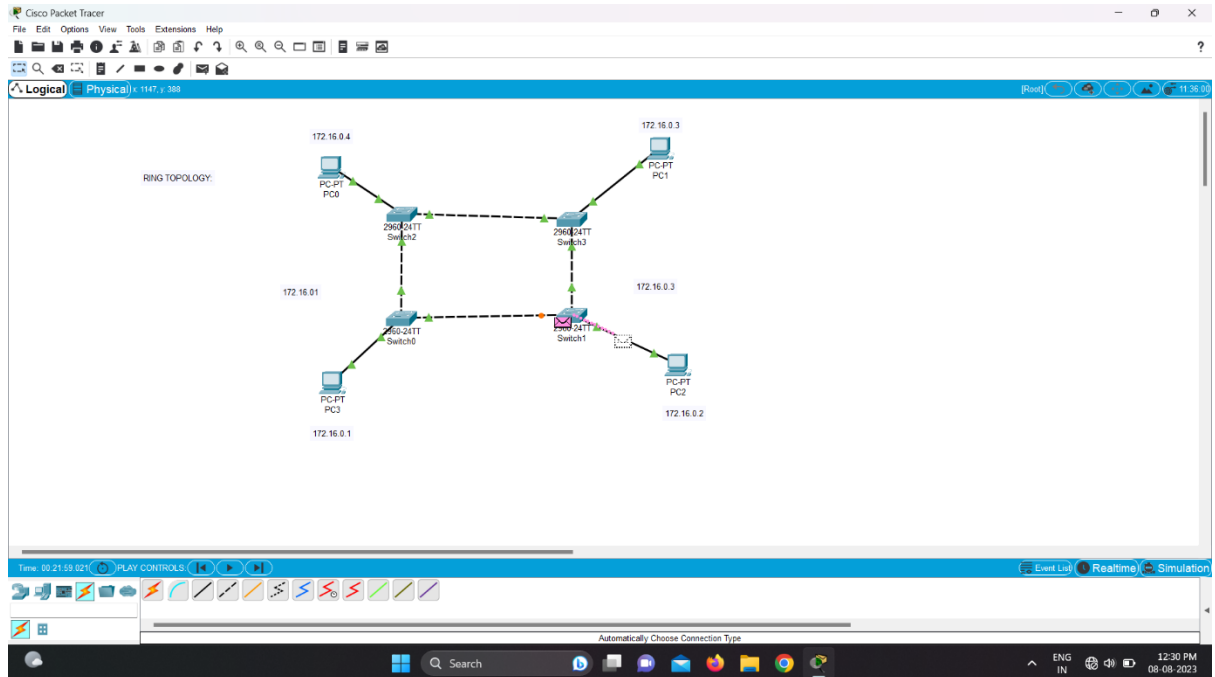 Cisco Packet Tracer
File Edit Options View Tools Extensions Help
?
Logical Physical x: 1147, y: 388 [Root] 11:36:00
172.16.0.4
172.16.0.3
RING TOPOLOGY:
PC-PT
PC0
PC-PT
PC1
2960-24TT
Switch2
2960-24TT
Switch3
172.16.01
172.16.0.3
2960-24TT
Switch0
2960-24TT
Switch1
PC-PT
PC3
PC-PT
PC2
172.16.0.2
172.16.0.1
Time: 00:21:59.021 PLAY CONTROLS: Event List Realtime Simulation
Automatically Choose Connection Type
Search
ENG
IN
12:30 PM
08-08-2023